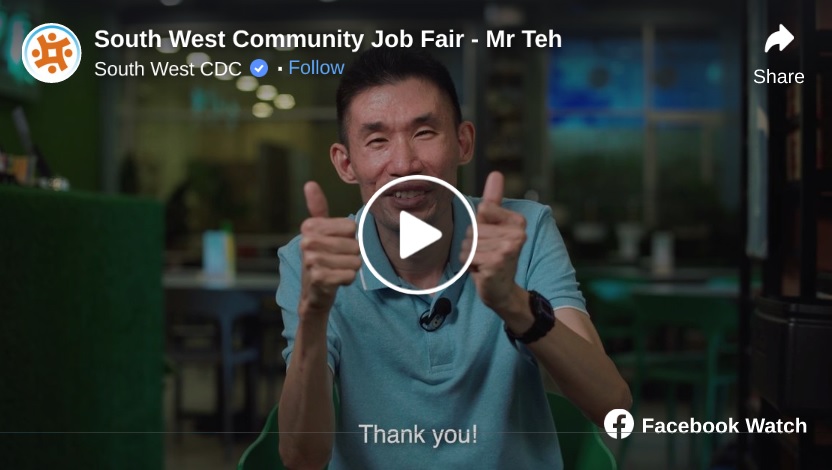 South West Community Job Fair - Mr Teh
South West CDC · Follow
Share
Thank you!
Facebook Watch